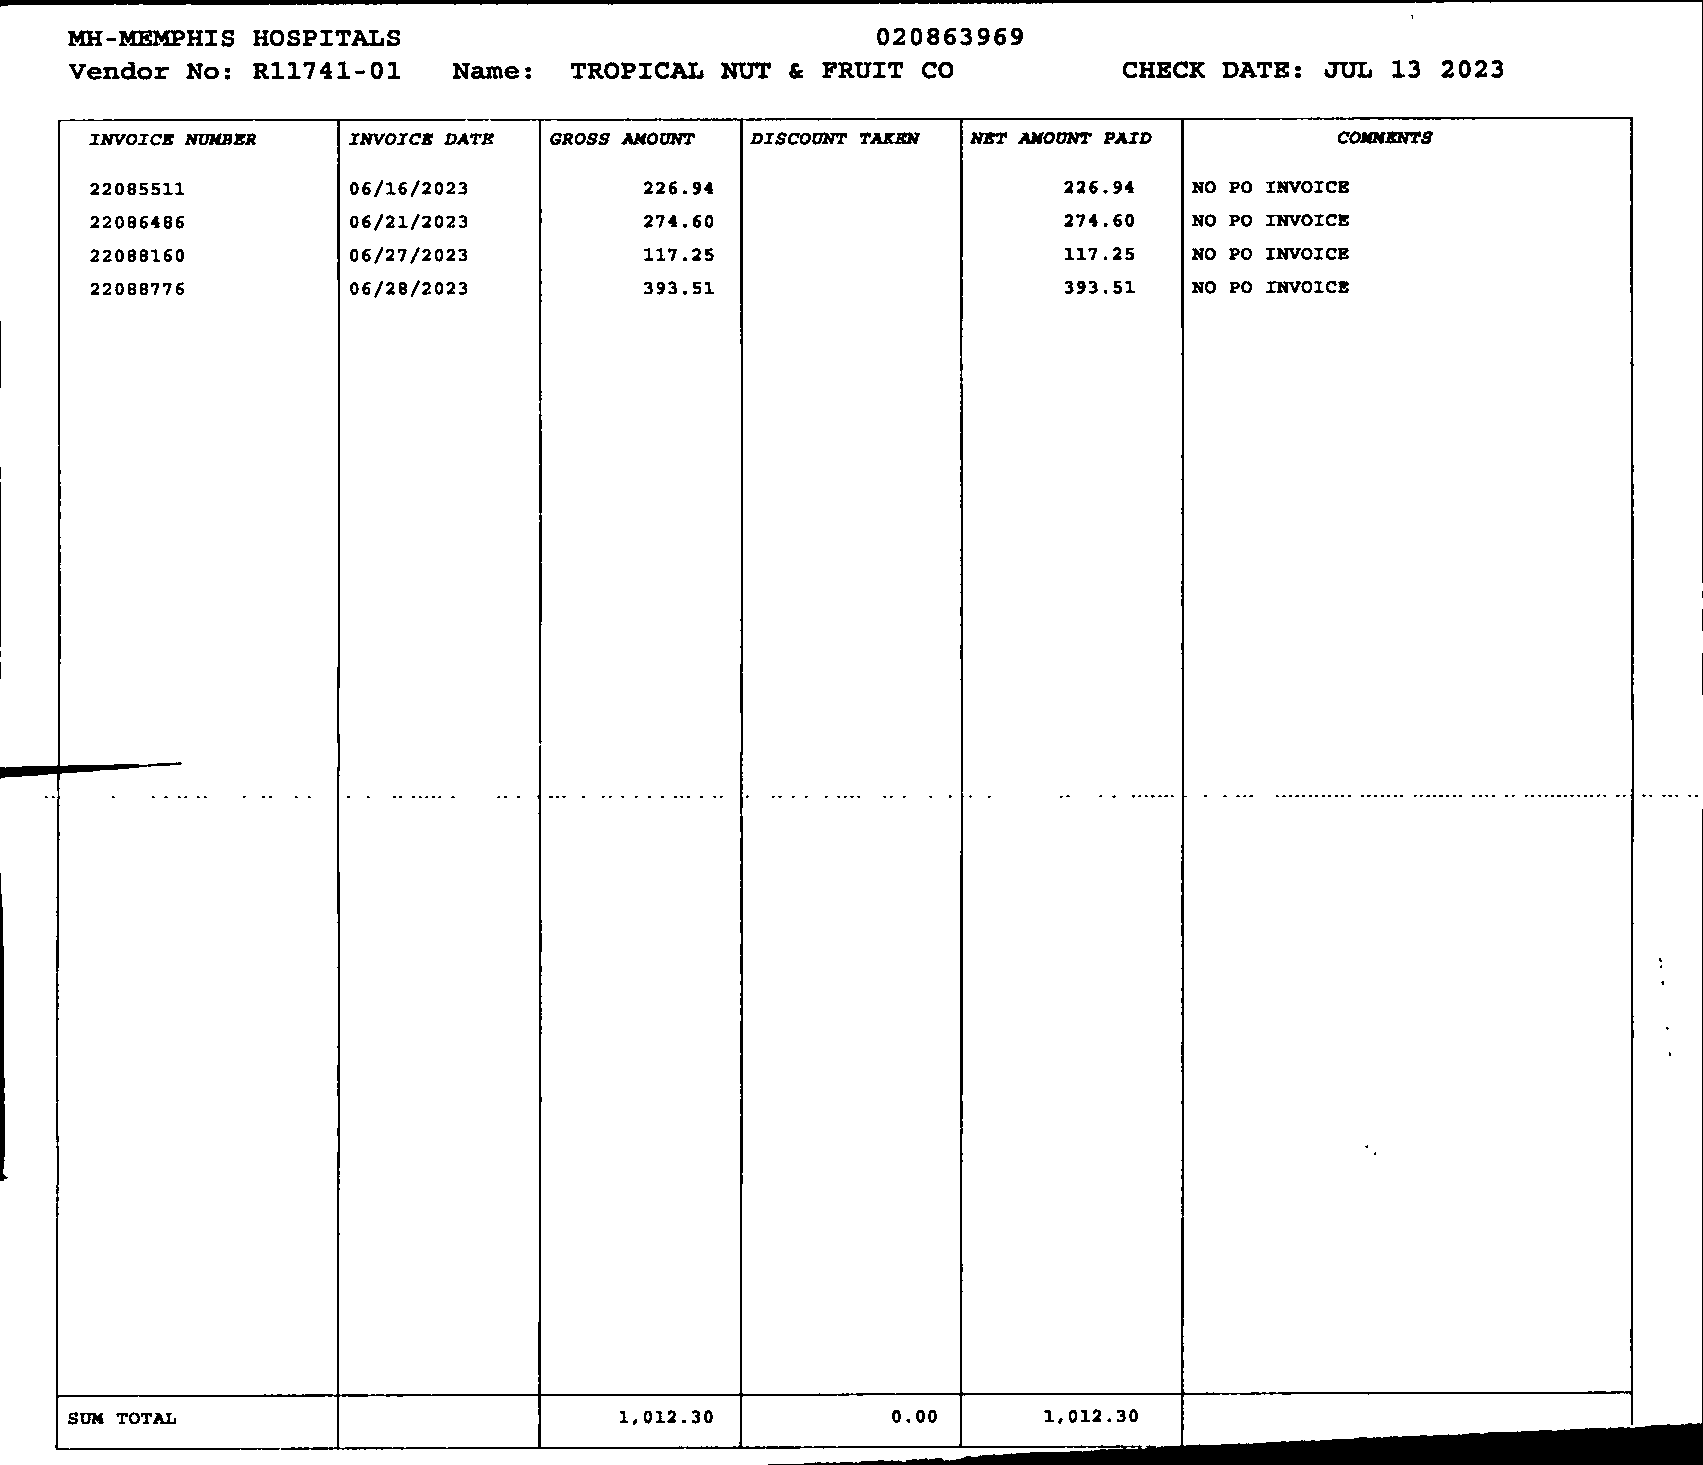 MH-MEMPHIS HOSPITALS 020863969
Vendor No: R11741-01 Name: TROPICAL NUT & FRUIT CO CHECK DATE: JUL 13 2023
INVOICE NUMBER INVOICE DATE GROSS AMOUNT DISCOUNT TAKEN NET AMOUNT PAID COMMENTS
22085511 06/16/2023 226.94 226.94 NO PO INVOICE
22086486 06/21/2023 274.60 274.60 NO PO INVOICE
22088160 06/27/2023 117.25 117.25 NO PO INVOICE
22088776 06/28/2023 393.51 393.51 NO PO INVOICE
SUM TOTAL 1,012.30 0.00 1,012.30